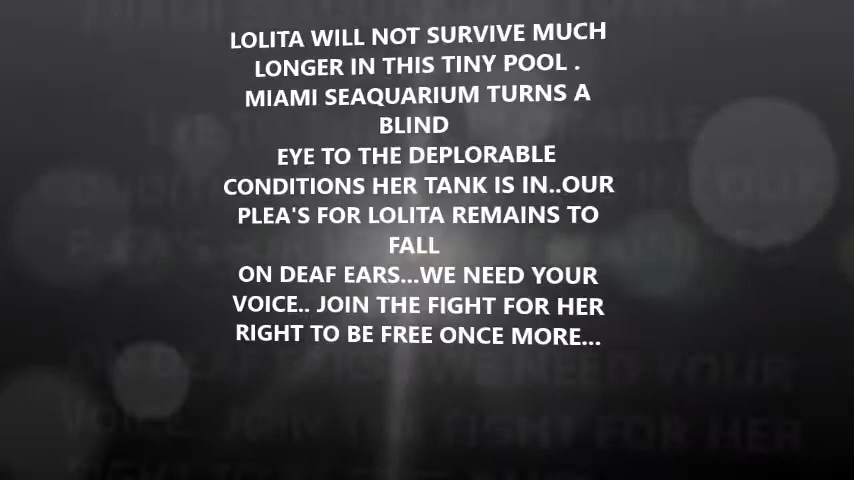 LOLITA WILL NOT SURVIVE MUCH
LONGER IN THIS TINY POOL .
MIAMI SEAQUARIUM TURNS A
BLIND
EYE TO THE DEPLORABLE
CONDITIONS HER TANK IS IN..OUR
PLEA'S FOR LOLITA REMAINS TO
FALL
ON DEAF EARS...WE NEED YOUR
VOICE.. JOIN THE FIGHT FOR HER
RIGHT TO BE FREE ONCE MORE...